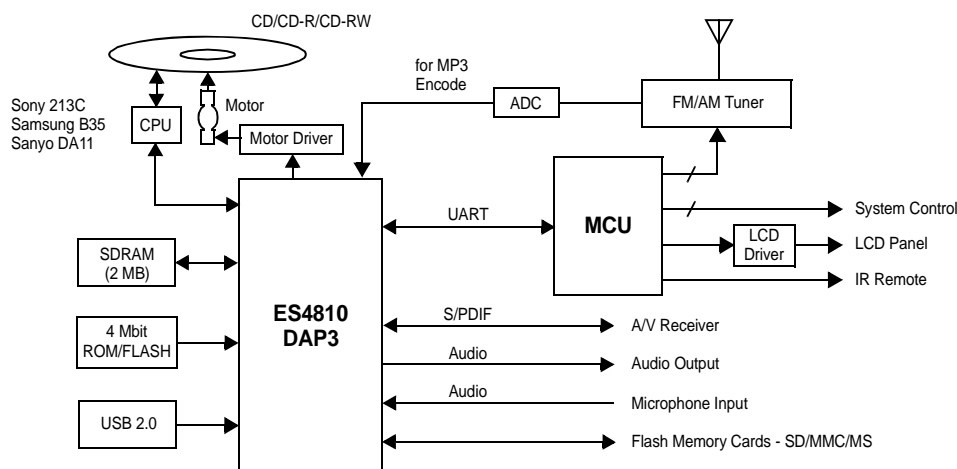 CD/CD-R/CD-RW
for MP3
Encode
ADC
FM/AM Tuner
Sony 213C
Samsung B35
Sanyo DA11
CPU
Motor
Motor Driver
UART
MCU
System Control
LCD
Driver
LCD Panel
IR Remote
SDRAM
(2 MB)
ES4810
DAP3
S/PDIF
A/V Receiver
4 Mbit
ROM/FLASH
Audio
Audio Output
Audio
Microphone Input
USB 2.0
Flash Memory Cards - SD/MMC/MS